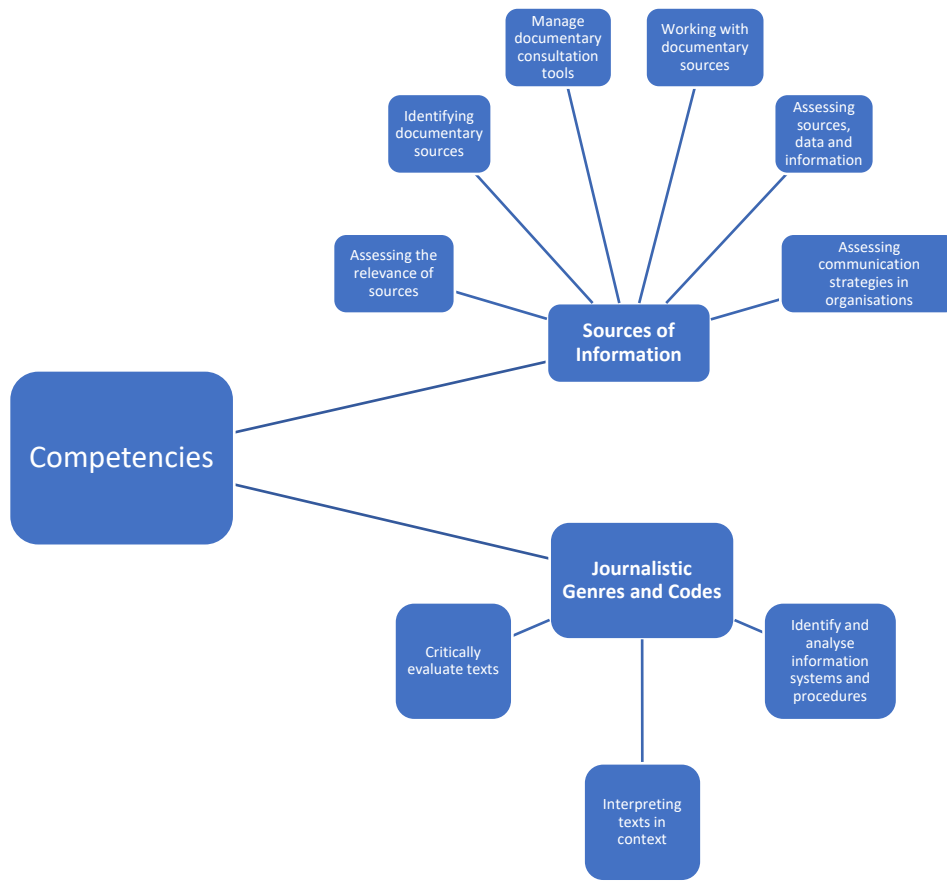 Manage
documentary
consultation
tools
Working with
documentary
sources
Identifying
documentary
sources
Assessing
sources,
data and
information
Assessing the
relevance of
sources
Assessing
communication
strategies in
organisations
Sources of
Information
Competencies
Journalistic
Genres and Codes
Critically
evaluate texts
Identify and
analyse
information
systems and
procedures
Interpreting
texts in
context